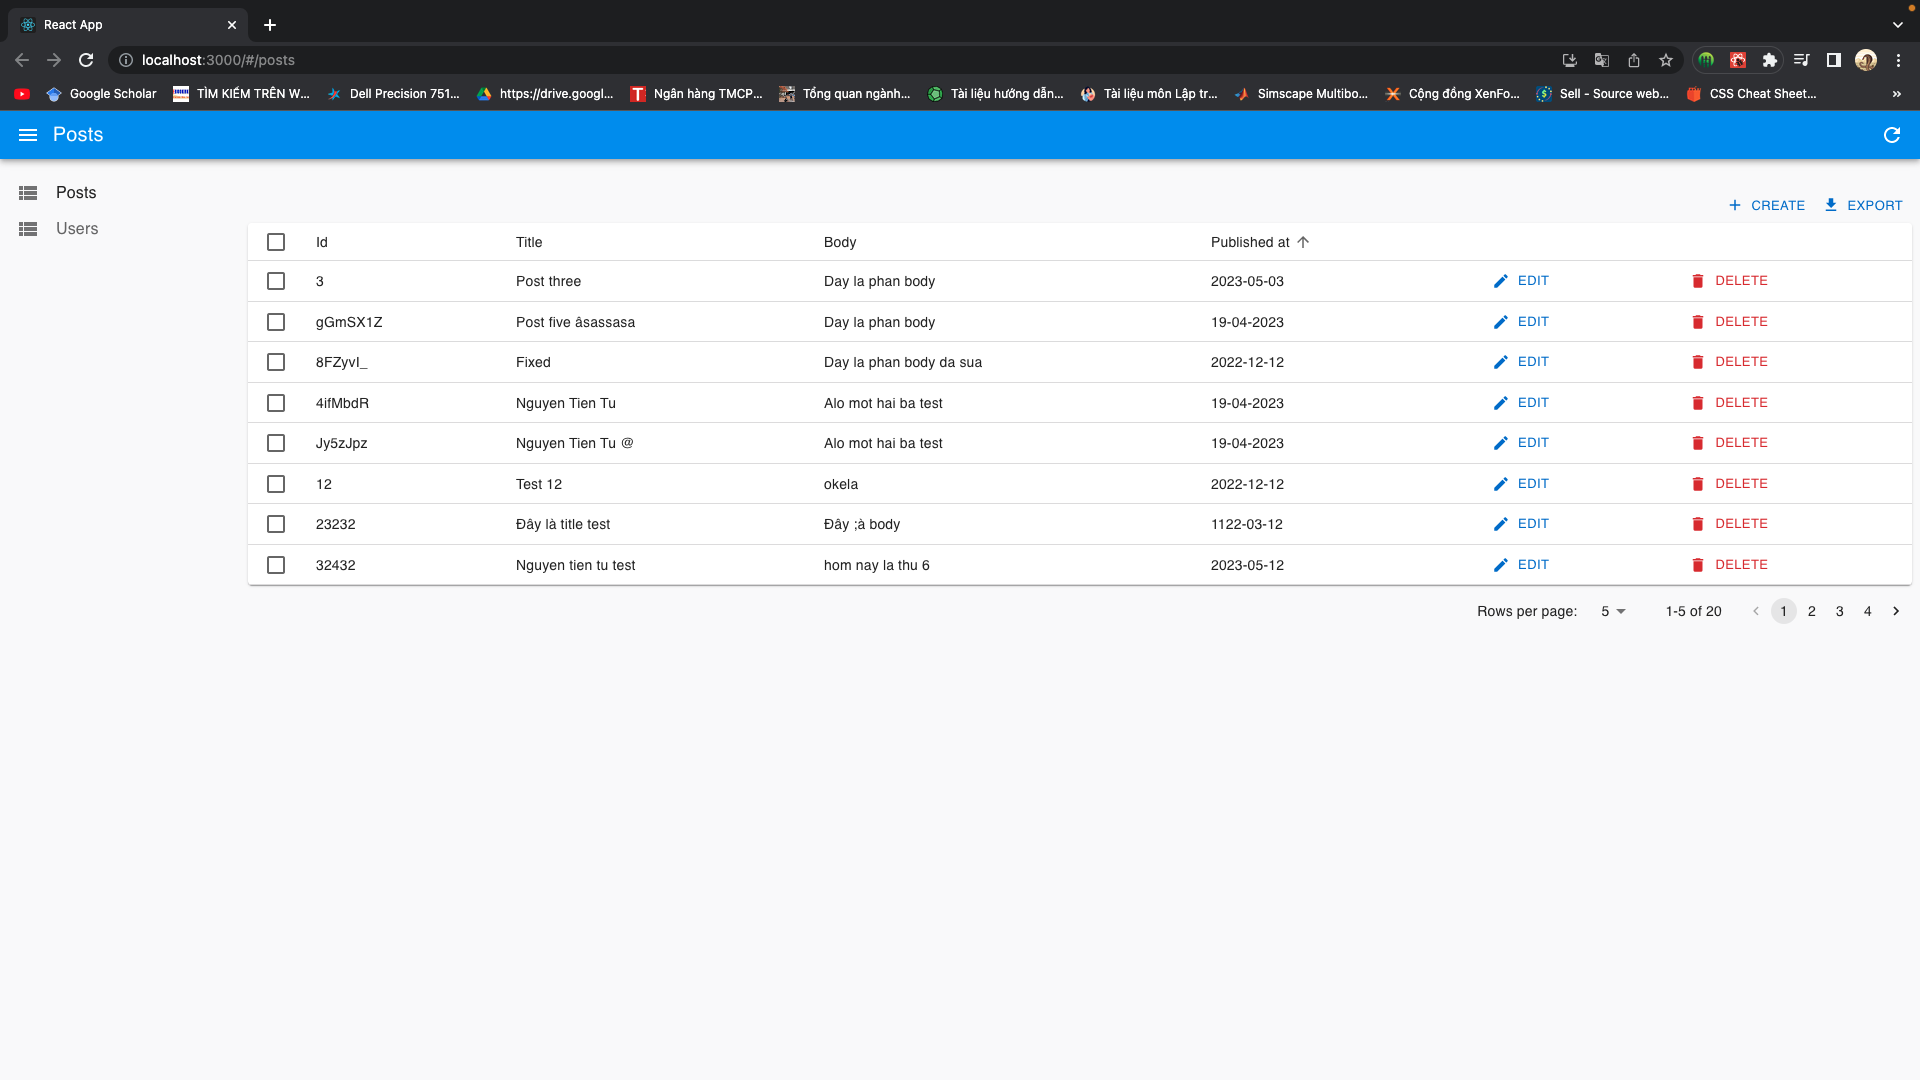 React App
localhost:3000/#/posts
Google Scholar TÌM KIẾM TRÊN W... Dell Precision 751... https://drive.googl... Ngân hàng TMCP... Tổng quan ngành... Tài liệu hướng dẫn... Tài liệu môn Lập tr... Simscape Multibo... Cộng đồng XenFo... Sell - Source web... CSS Cheat Sheet... »
Posts
Posts
Users
CREATE EXPORT
Id Title Body Published at
3 Post three Day la phan body 2023-05-03 EDIT DELETE
gGmSX1Z Post five âsassasa Day la phan body 19-04-2023 EDIT DELETE
8FZyvI_ Fixed Day la phan body da sua 2022-12-12 EDIT DELETE
4ifMbdR Nguyen Tien Tu Alo mot hai ba test 19-04-2023 EDIT DELETE
Jy5zJpz Nguyen Tien Tu @ Alo mot hai ba test 19-04-2023 EDIT DELETE
12 Test 12 okela 2022-12-12 EDIT DELETE
23232 Đây là title test Đây ;à body 1122-03-12 EDIT DELETE
32432 Nguyen tien tu test hom nay la thu 6 2023-05-12 EDIT DELETE
Rows per page: 5 1-5 of 20 1 2 3 4